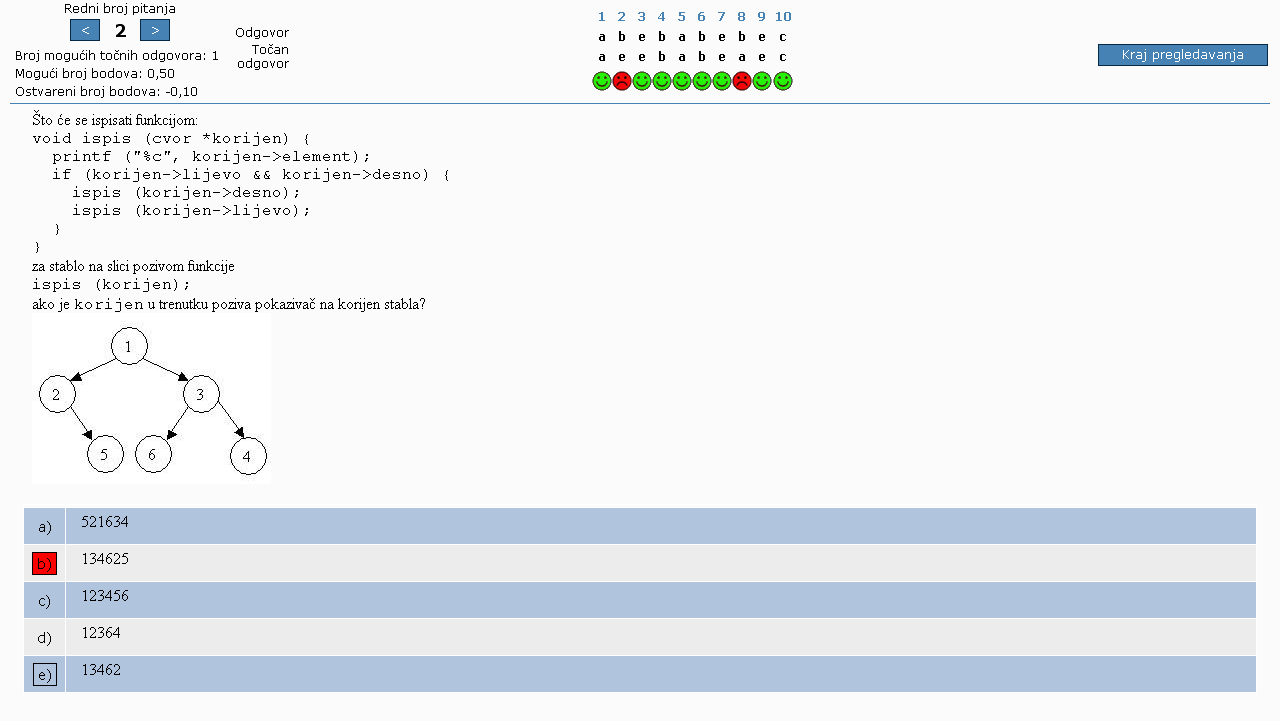 Redni broj pitanja
< 2 >
Broj mogućih točnih odgovora: 1
Mogući broj bodova: 0,50
Ostvareni broj bodova: -0,10
Odgovor
Točan
odgovor
1 2 3 4 5 6 7 8 9 10
a b e b a b e b e c
a e e b a b e a e c
Kraj pregledavanja
Što će se ispisati funkcijom:
void ispis (cvor *korijen) {
  printf ("%c", korijen->element);
  if (korijen->lijevo && korijen->desno) {
    ispis (korijen->desno);
    ispis (korijen->lijevo);
  }
}
za stablo na slici pozivom funkcije
ispis (korijen);
ako je korijen u trenutku poziva pokazivač na korijen stabla?
1
2 3
5 6 4
a) 521634
b) 134625
c) 123456
d) 12364
e) 13462